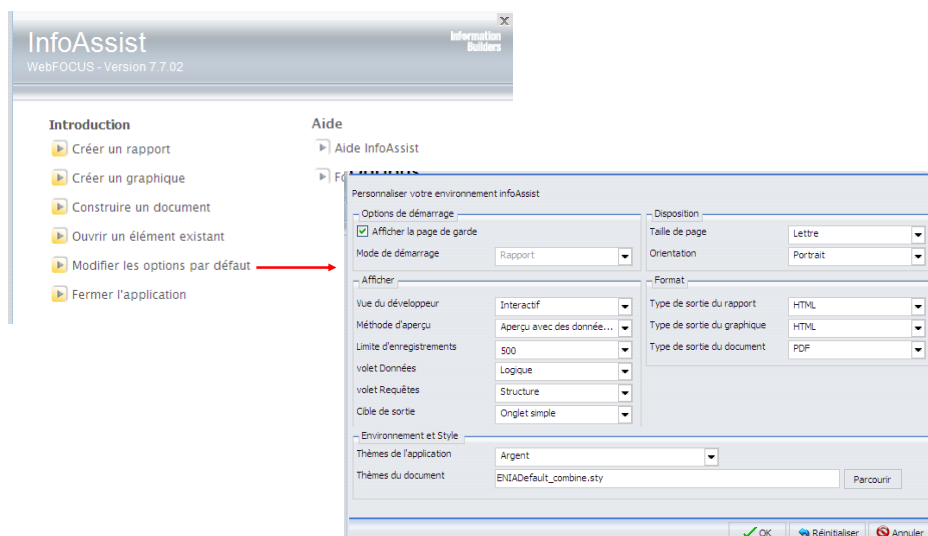 x
InfoAssist
WebFOCUS - Version 7.7.02
Information
Builders
Introduction
Créer un rapport
Créer un graphique
Construire un document
Ouvrir un élément existant
Modifier les options par défaut
Fermer l'application
Aide
Aide InfoAssist
Personnaliser votre environnement infoAssist
Options de démarrage
Afficher la page de garde
Mode de démarrage Rapport
Disposition
Taille de page Lettre
Orientation Portrait
Afficher
Vue du développeur Interactif
Méthode d'aperçu Aperçu avec des donnée...
Limite d'enregistrements 500
volet Données Logique
volet Requêtes Structure
Cible de sortie Onglet simple
Format
Type de sortie du rapport HTML
Type de sortie du graphique HTML
Type de sortie du document PDF
Environnement et Style
Thèmes de l'application Argent
Thèmes du document ENIADefault_combine.sty Parcourir
OK Réinitialiser Annuler